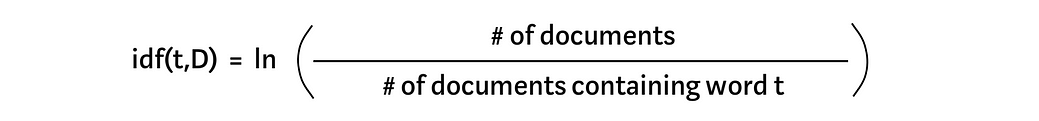 idf(t,D) = ln ( # of documents / # of documents containing word t )